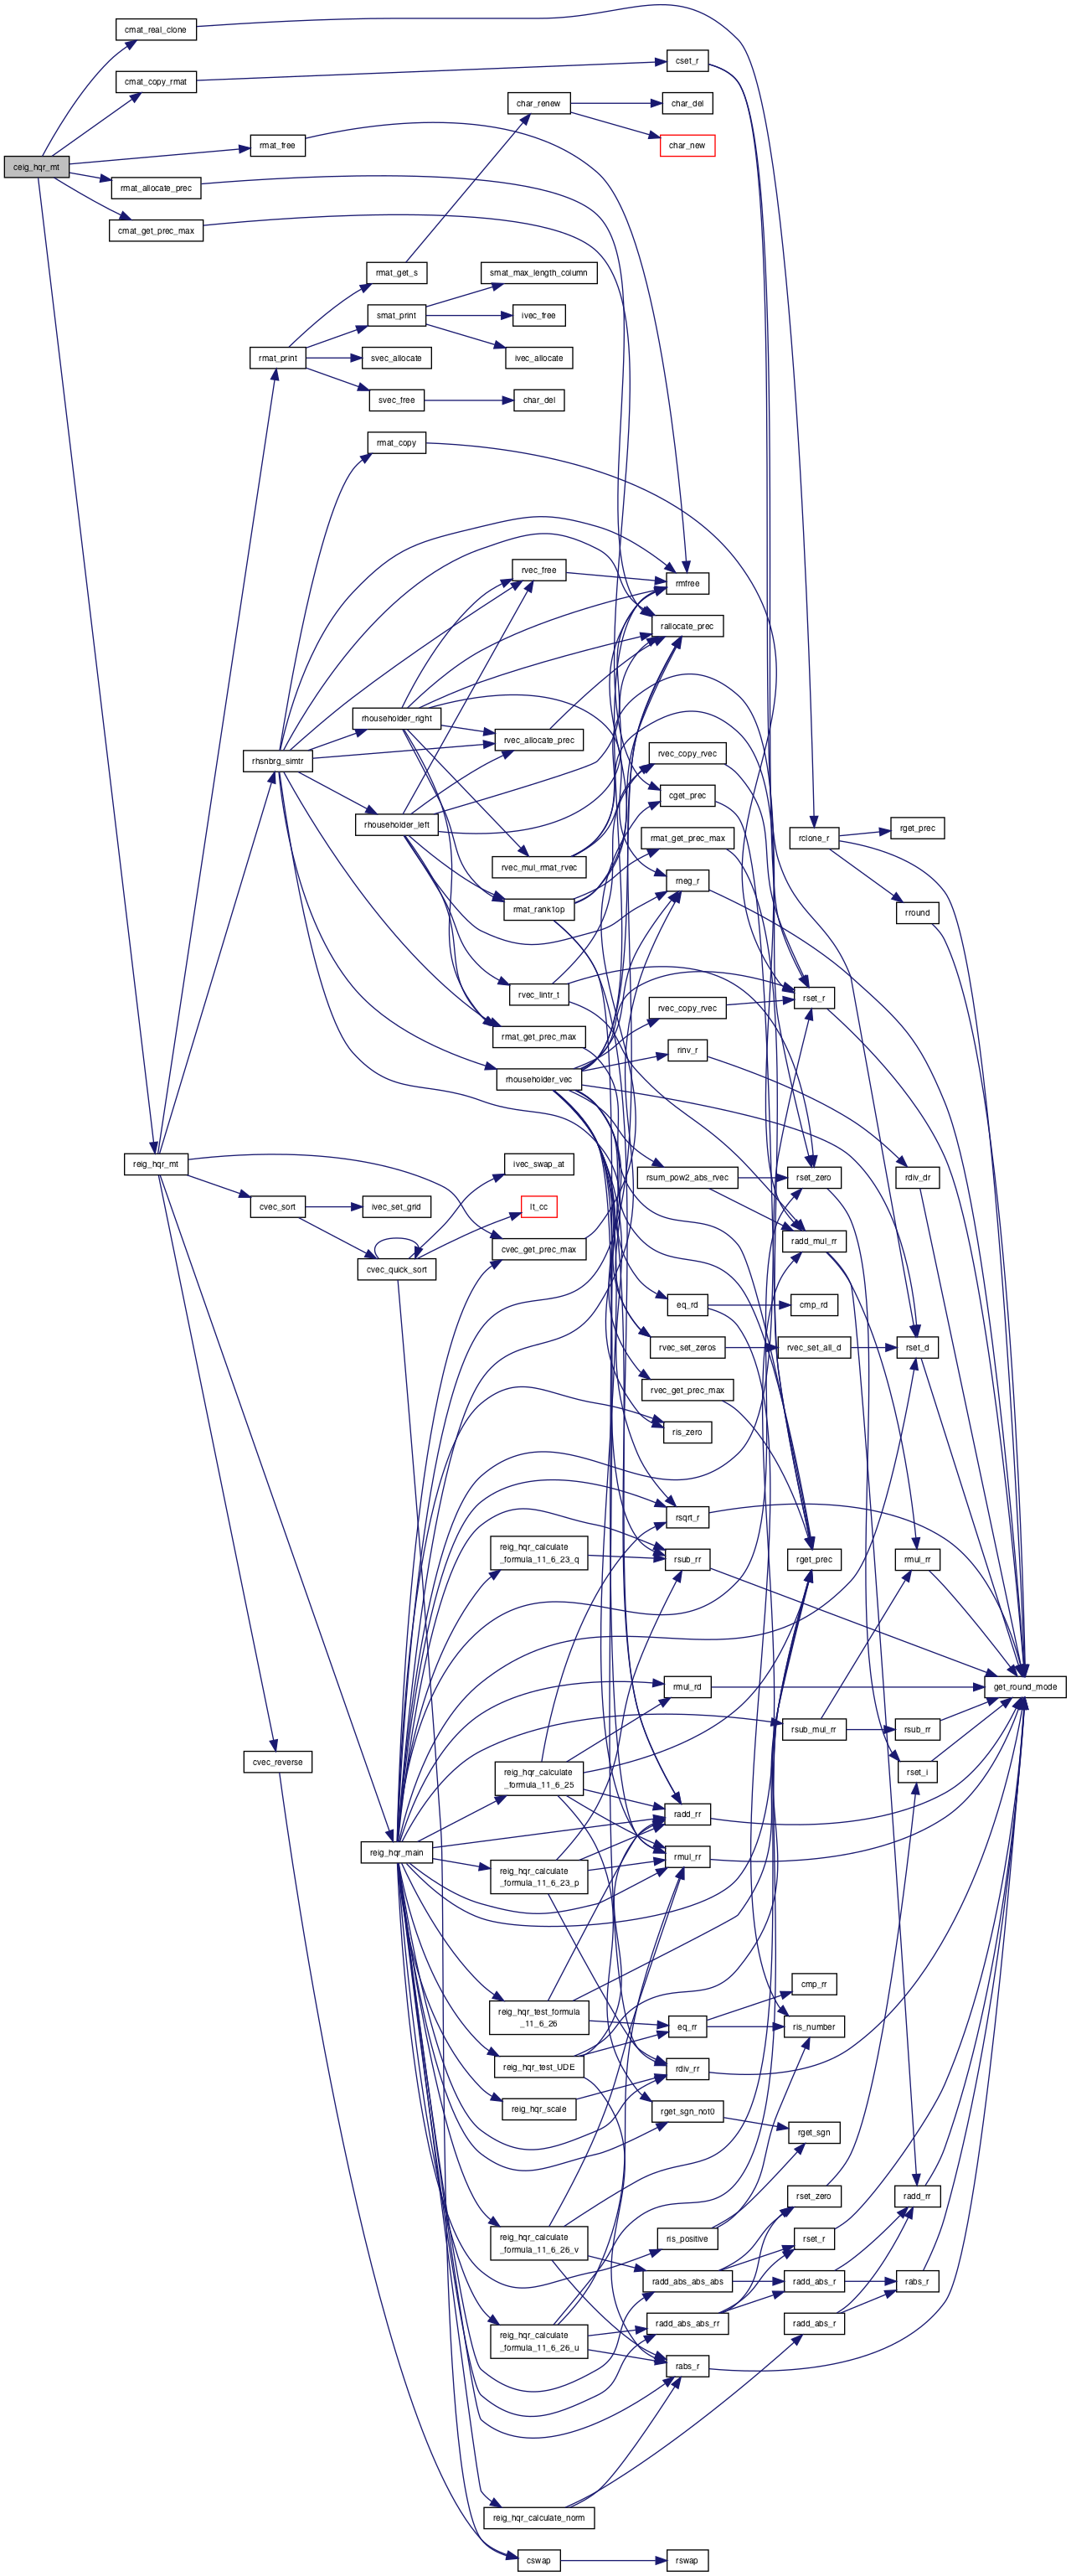 cmat_real_clone
cset_r
cmat_copy_rmat
char_renew
char_del
rmat_free
char_new
ceig_hqr_mt
rmat_allocate_prec
cmat_get_prec_max
rmat_get_s
smat_max_length_column
smat_print
ivec_free
rmat_print
svec_allocate
ivec_allocate
svec_free
char_del
rmat_copy
rvec_free
rmfree
rallocate_prec
rhouseholder_right
rvec_allocate_prec
rhsnbrg_simtr
rvec_copy_rvec
cget_prec
rhouseholder_left
rclone_r
rget_prec
rmat_get_prec_max
rvec_mul_rmat_rvec
rneg_r
rmat_ranktop
rround
rvec_lintr_t
rset_r
rvec_copy_rvec
rmat_get_prec_max
rinv_r
rhouseholder_vec
reig_hqr_mt
ivec_swap_at
rsum_pow2_abs_rvec
rset_zero
rdiv_dr
cvec_sort
ivec_set_grid
lt_cc
radd_mul_rr
cvec_get_prec_max
cvec_quick_sort
eq_rd
cmp_rd
rvec_set_zeros
rvec_set_all_d
rset_d
rvec_get_prec_max
ris_zero
rsqrt_r
reig_hqr_calculate
_formula_11_6_23_q
rsub_rr
rget_prec
rmul_rr
rmul_rd
get_round_mode
rsub_mul_rr
rsub_rr
cvec_reverse
reig_hqr_calculate
_formula_11_6_25
rset_i
radd_rr
reig_hqr_main
rmul_rr
reig_hqr_calculate
_formula_11_6_23_p
cmp_rr
reig_hqr_test_formula
_11_6_26
eq_rr
ris_number
reig_hqr_test_UDE
rdiv_rr
reig_hqr_scale
rget_sgn_not0
rget_sgn
rset_zero
radd_rr
reig_hqr_calculate
_formula_11_6_26_v
ris_positive
rset_r
radd_abs_abs_abs
radd_abs_r
rabs_r
radd_abs_abs_rr
radd_abs_r
reig_hqr_calculate
_formula_11_6_26_u
rabs_r
reig_hqr_calculate_norm
cswap
rswap